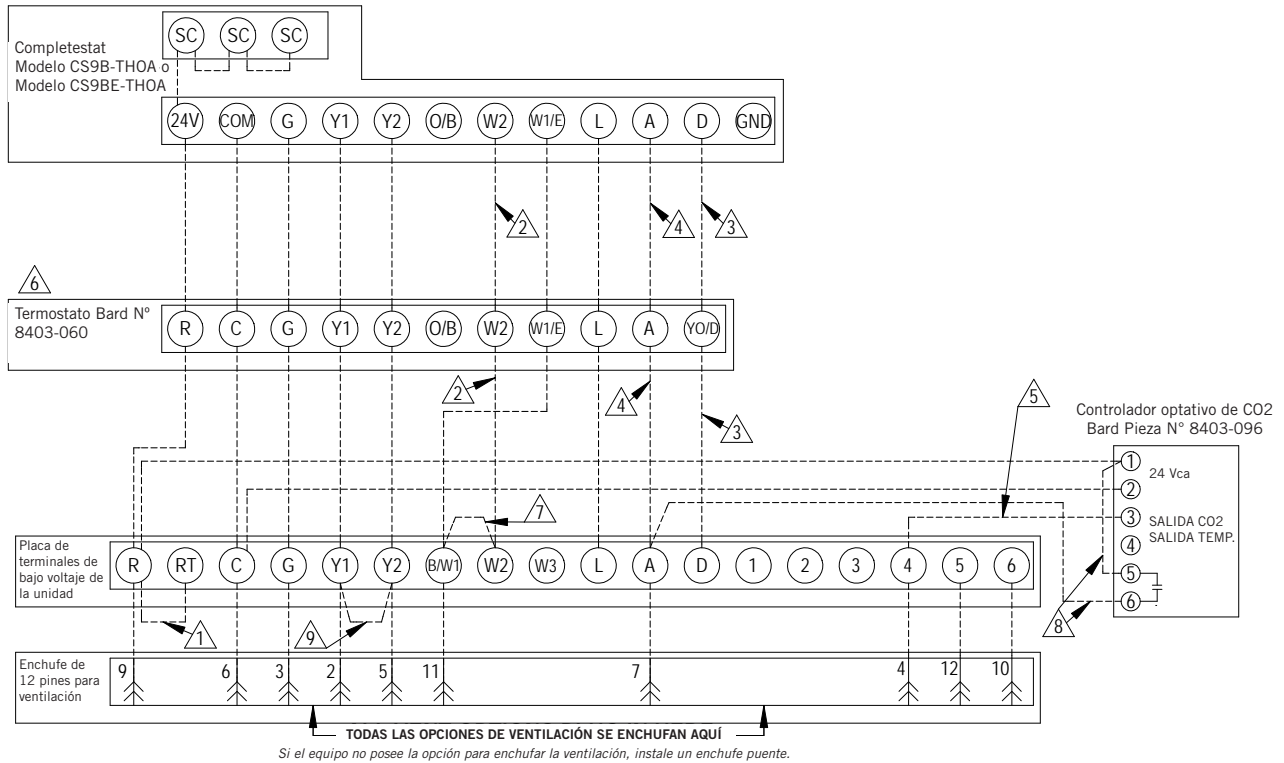 SC SC SC
Completestat
Modelo CS9B-THOA o
Modelo CS9BE-THOA
24V COM G Y1 Y2 O/B W2 W1/E L A D GND
2 4 3
6
Termostato Bard N°
8403-060
R C G Y1 Y2 O/B W2 W1/E L A YO/D
2 4 3 5
Controlador optativo de CO2
Bard Pieza N° 8403-096
1
24 Vca
2
3 SALIDA CO2
SALIDA TEMP.
4
5
6
7
8
Placa de
terminales de
bajo voltaje de
la unidad
R RT C G Y1 Y2 B/W1 W2 W3 L A D 1 2 3 4 5 6
1 9
Enchufe de
12 pines para
ventilación
9 6 3 2 5 11 7 4 12 10
TODAS LAS OPCIONES DE VENTILACIÓN SE ENCHUFAN AQUÍ
Si el equipo no posee la opción para enchufar la ventilación, instale un enchufe puente.